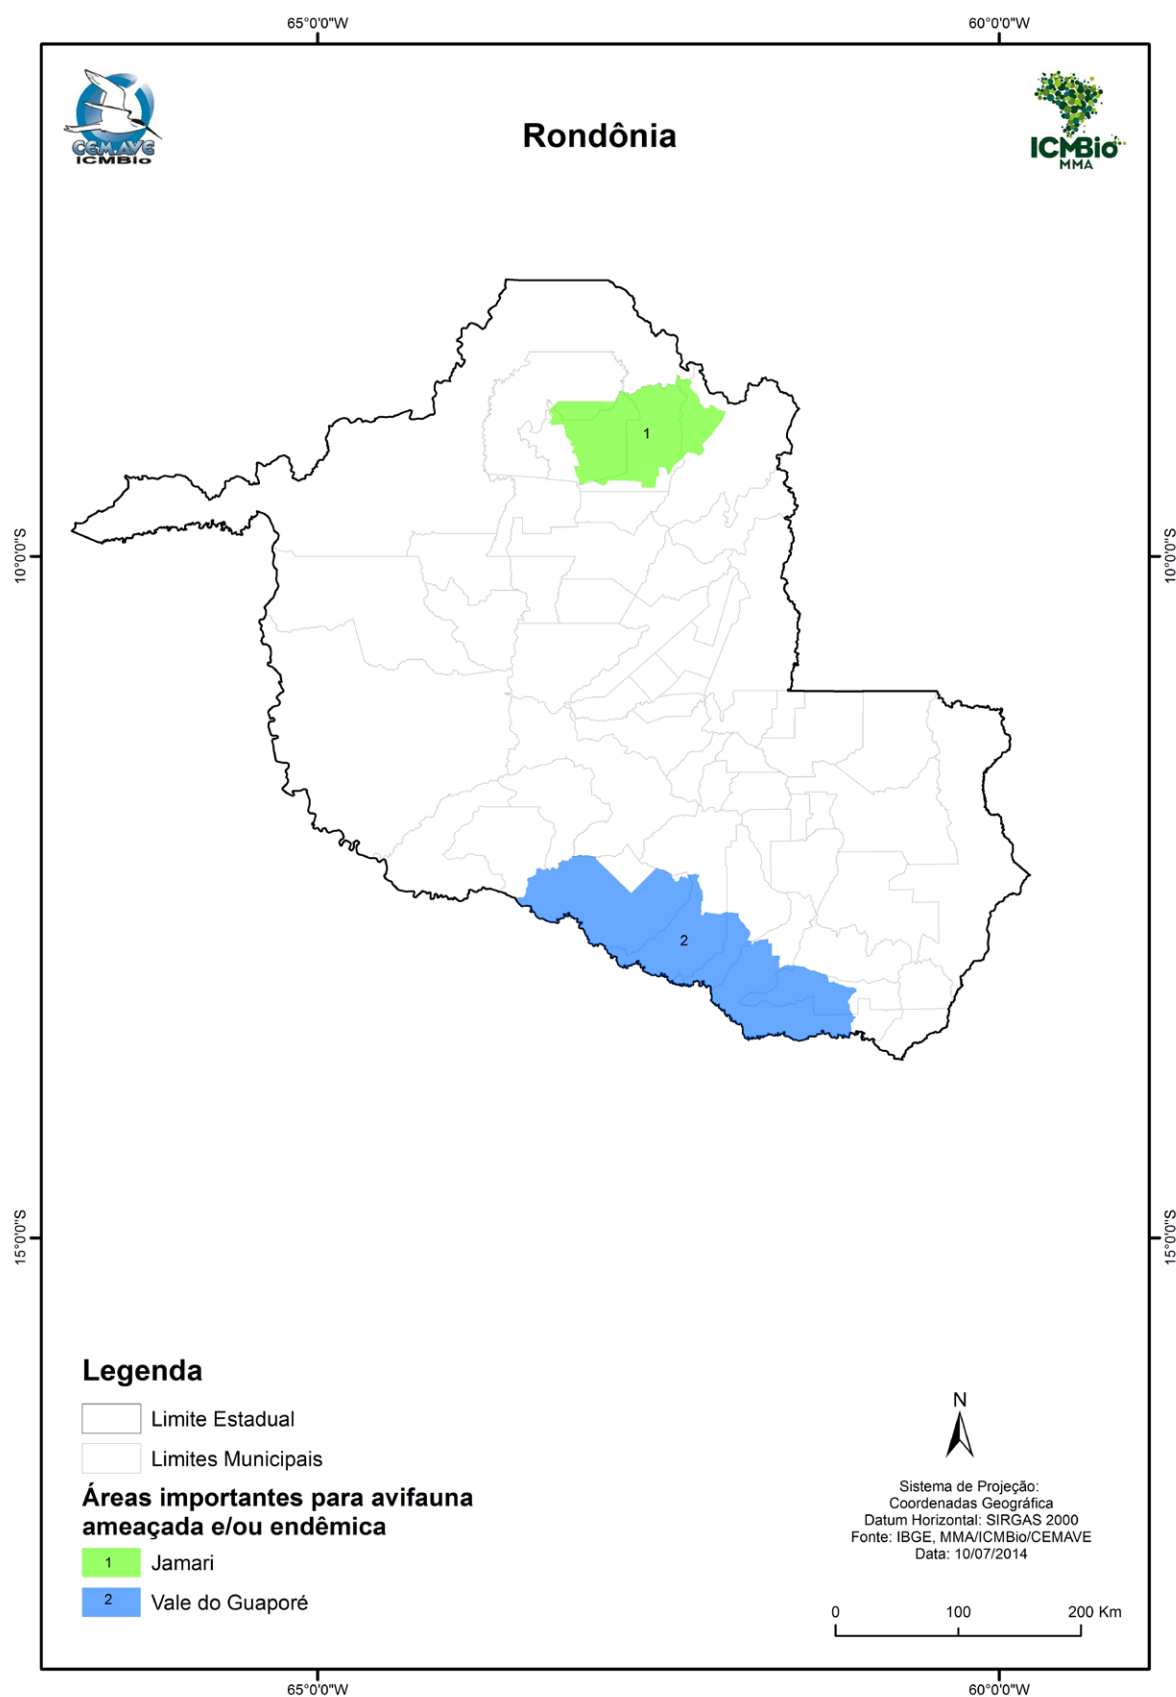 65°0'0"W
60°0'0"W
CEMAVE
ICMBio
Rondônia
ICMBio
MMA
1
10°0'0"S
10°0'0"S
2
15°0'0"S
15°0'0"S
Legenda
Limite Estadual
Limites Municipais
Áreas importantes para avifauna
ameaçada e/ou endêmica
1 Jamari
2 Vale do Guaporé
N
Sistema de Projeção:
Coordenadas Geográfica
Datum Horizontal: SIRGAS 2000
Fonte: IBGE, MMA/ICMBio/CEMAVE
Data: 10/07/2014
0 100 200 Km
65°0'0"W
60°0'0"W